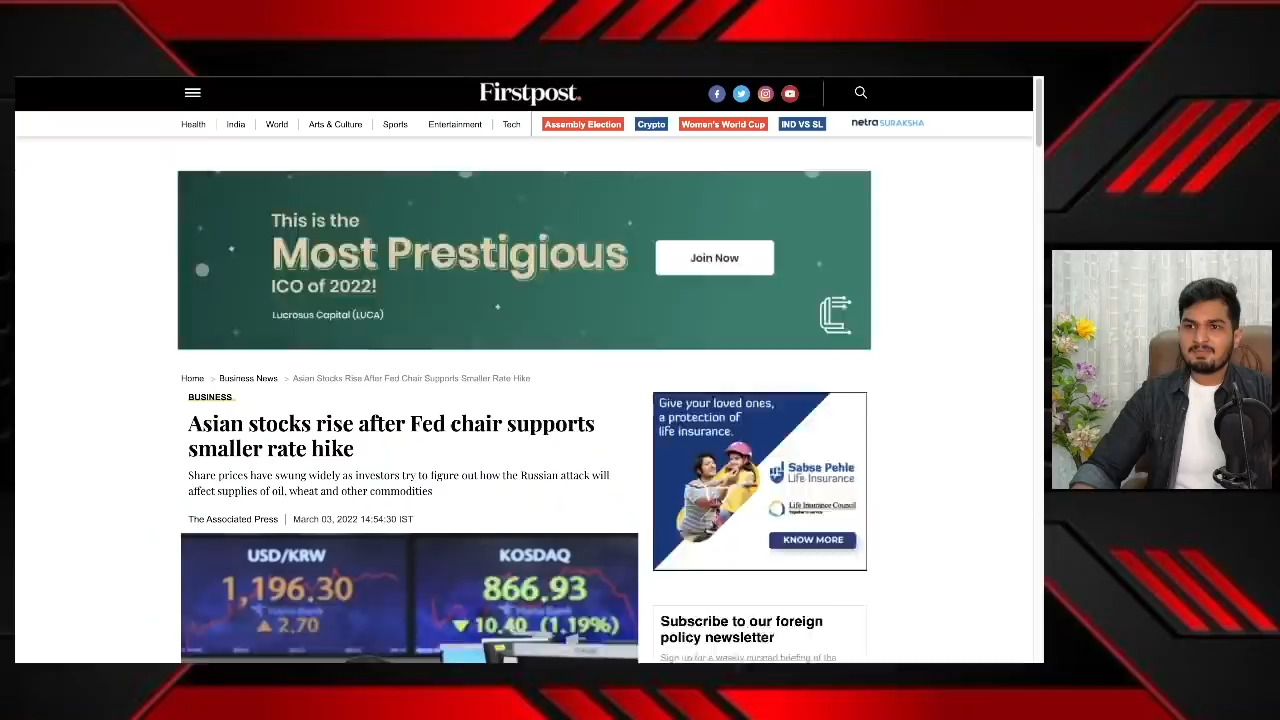 Firstpost.
Health India World Arts & Culture Sports Entertainment Tech Assembly Election Crypto Women's World Cup IND VS SL netra SURAKSHA
This is the
Most Prestigious
ICO of 2022!
Lucrosus Capital (LUCA)
Join Now
Home > Business News > Asian Stocks Rise After Fed Chair Supports Smaller Rate Hike
BUSINESS
Asian stocks rise after Fed chair supports
smaller rate hike
Share prices have swung widely as investors try to figure out how the Russian attack will
affect supplies of oil, wheat and other commodities
The Associated Press | March 03, 2022 14:54:30 IST
USD/KRW
1,196.30
▲ 2.70
KOSDAQ
866.93
▼ 10.40 (1.19%)
Give your loved ones,
a protection of
life insurance.
Sabse Pehle
Life Insurance
Life Insurance Council
KNOW MORE
Subscribe to our foreign
policy newsletter